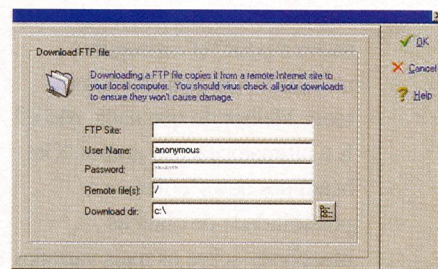 Download FTP file
Downloading a FTP file copies it from a remote Internet site to
your local computer. You should virus check all your downloads
to ensure they won't cause damage.
FTP Site:
User Name: anonymous
Password: ********
Remote file(s): /
Download dir: c:\
OK
Cancel
Help